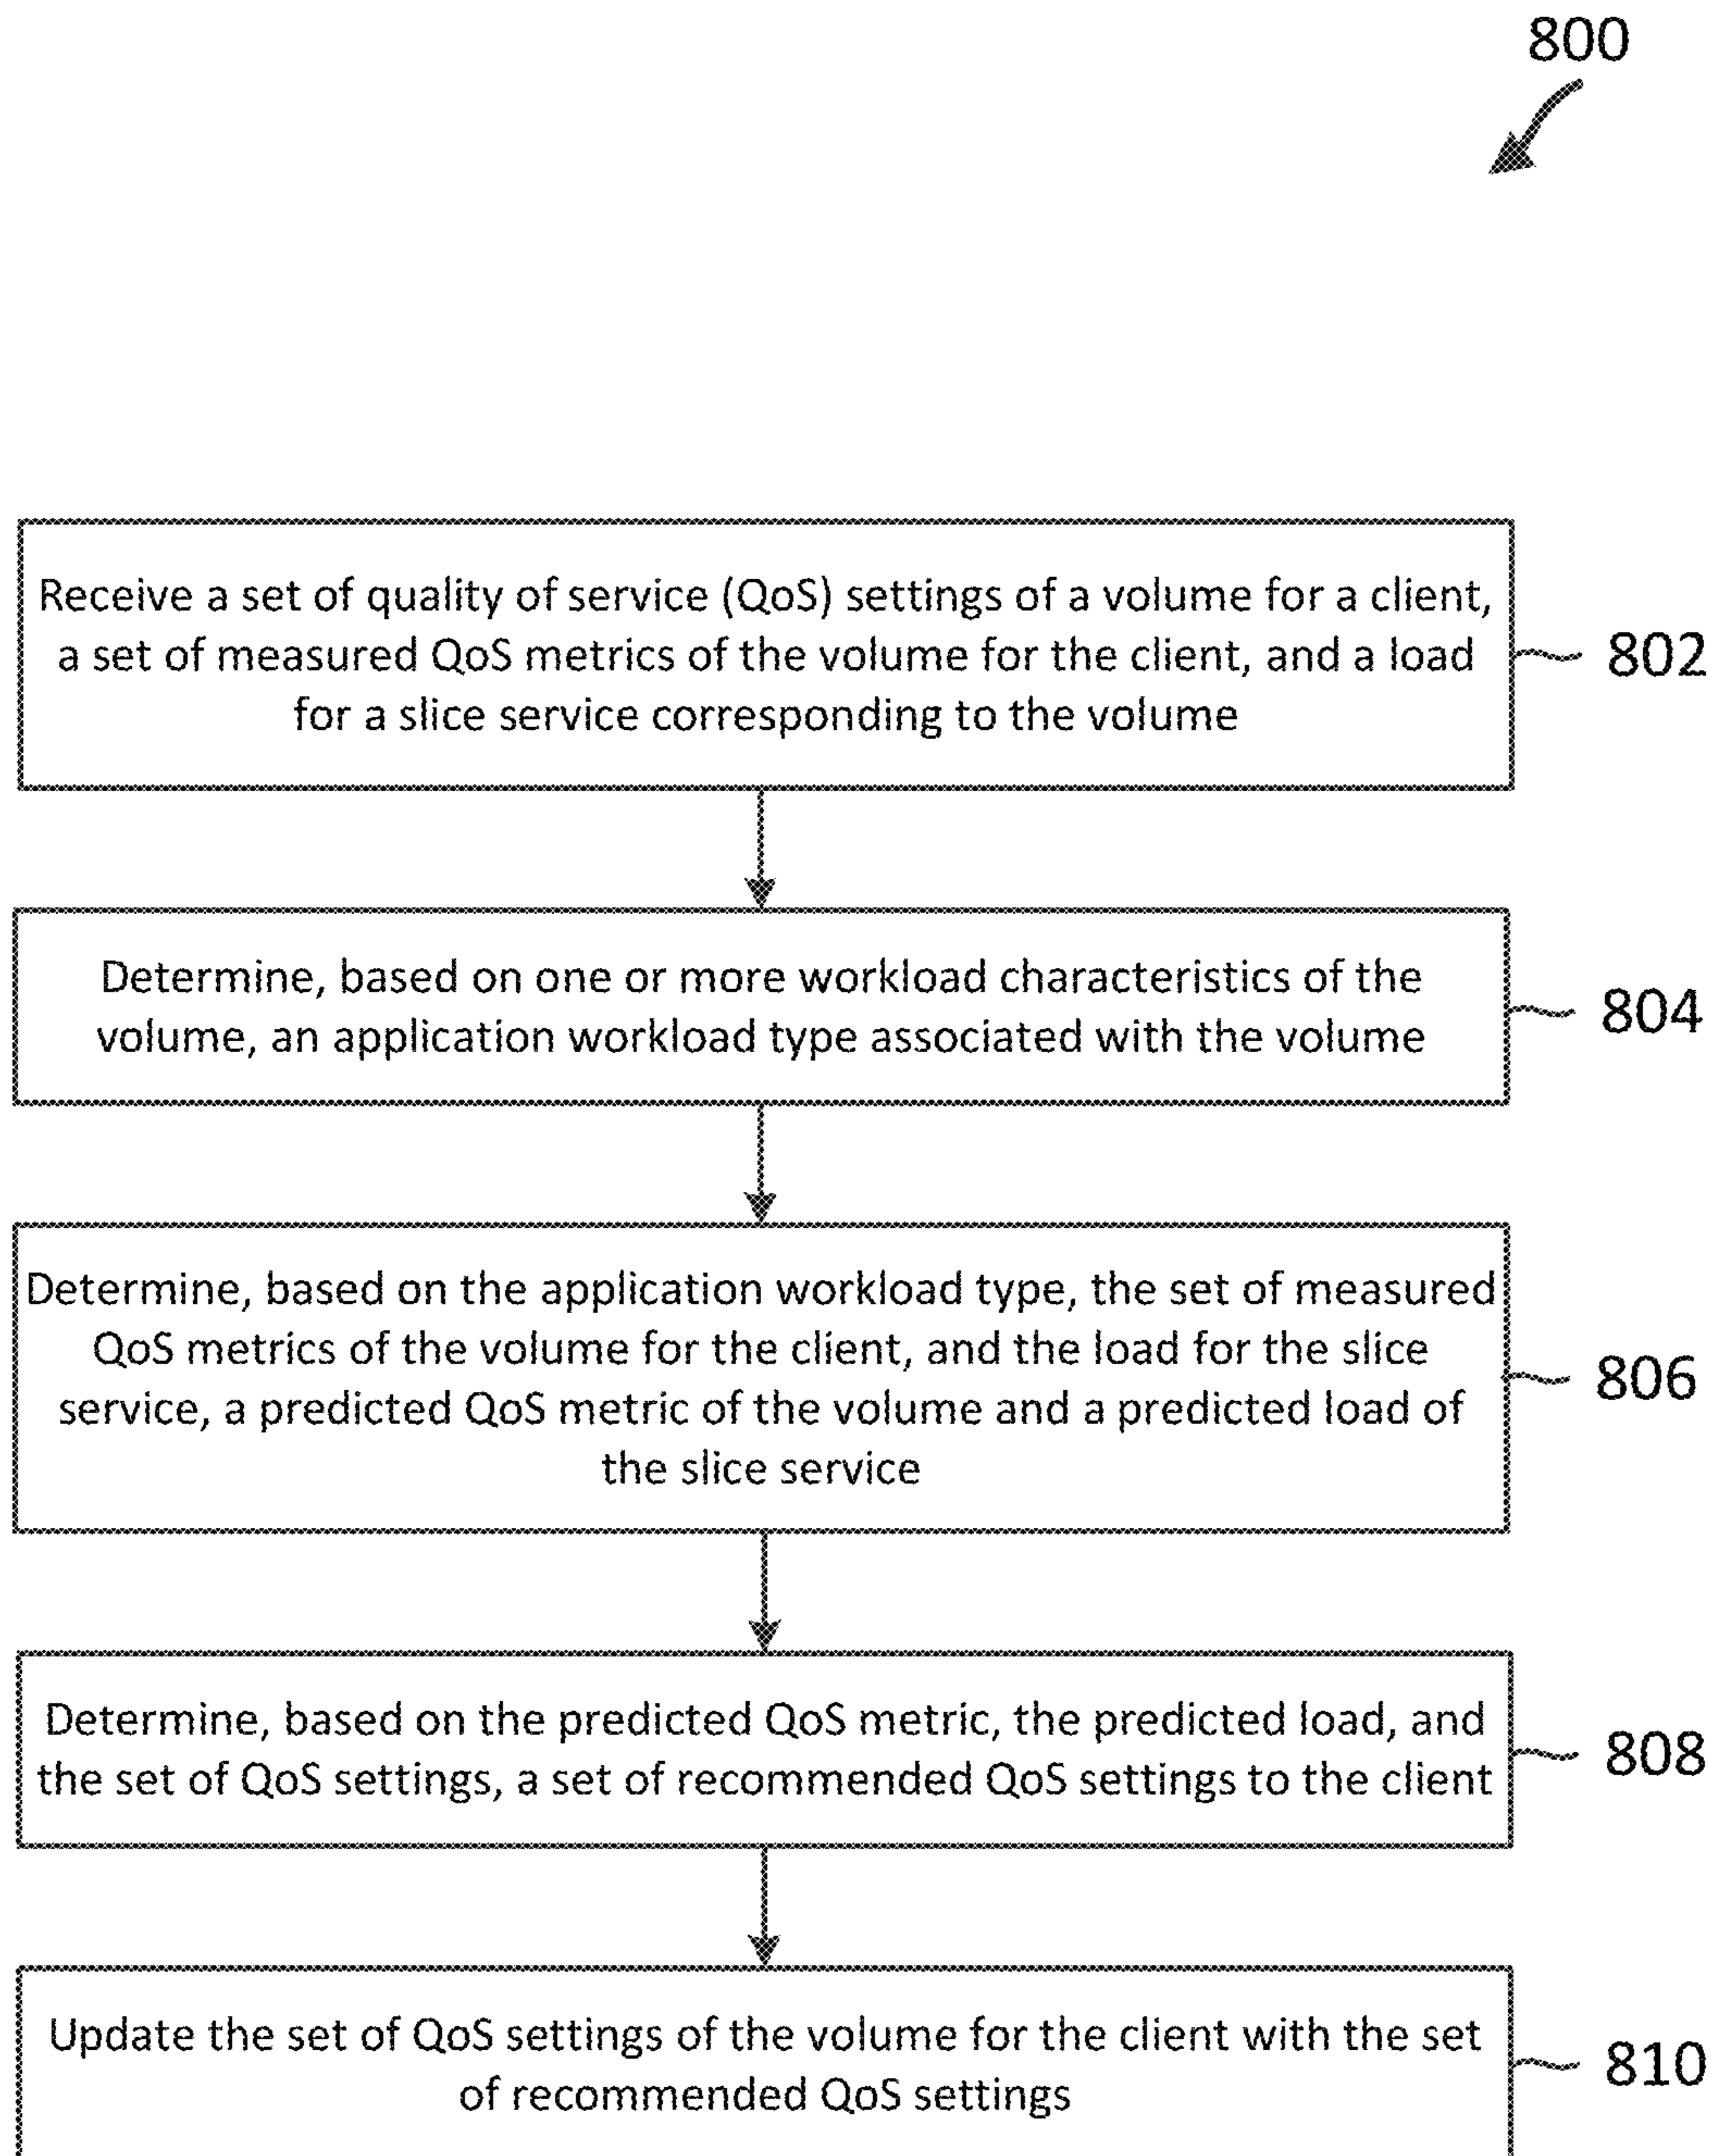 800
Receive a set of quality of service (QoS) settings of a volume for a client,
a set of measured QoS metrics of the volume for the client, and a load
for a slice service corresponding to the volume
802
Determine, based on one or more workload characteristics of the
volume, an application workload type associated with the volume
804
Determine, based on the application workload type, the set of measured
QoS metrics of the volume for the client, and the load for the slice
service, a predicted QoS metric of the volume and a predicted load of
the slice service
806
Determine, based on the predicted QoS metric, the predicted load, and
the set of QoS settings, a set of recommended QoS settings to the client
808
Update the set of QoS settings of the volume for the client with the set
of recommended QoS settings
810